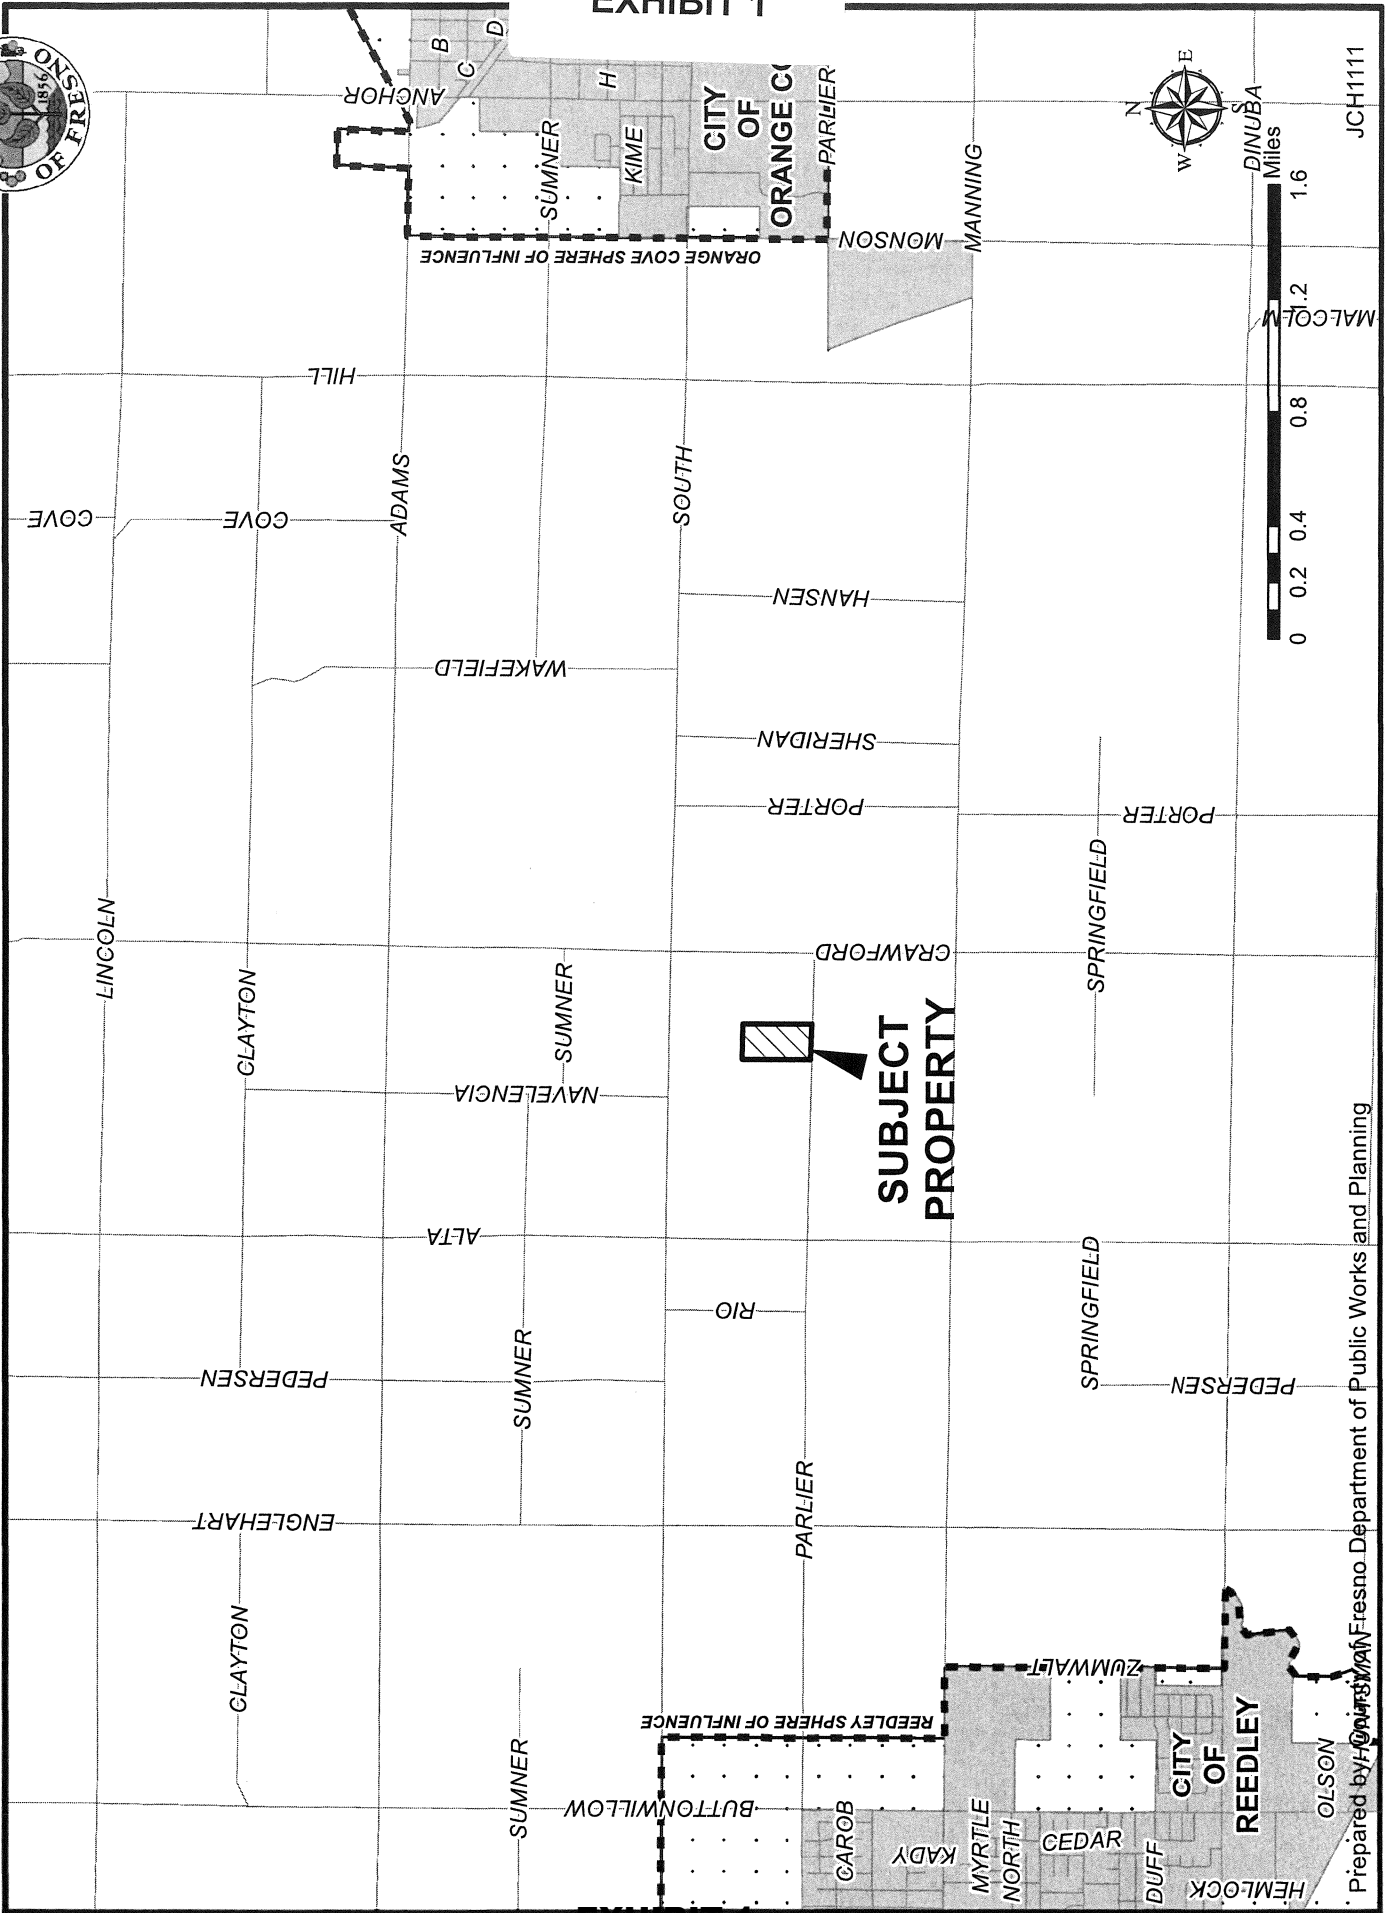 EXHIBIT 1
OF FRESNO
1856
COVE
COVE
HILL
ANCHOR
B
C
D
H
LINCOLN
CLAYTON
CLAYTON
ADAMS
SUMNER
KIME
CITY
OF
ORANGE CO
PARLIER
ORANGE COVE SPHERE OF INFLUENCE
MONSON
MANNING
SOUTH
WAKEFIELD
HANSEN
SHERIDAN
PORTER
PORTER
CRAWFORD
SUMNER
NAVELENCIA
ALTA
RIO
PEDERSEN
PEDERSEN
SUMNER
ENGLEHART
PARLIER
SUBJECT
PROPERTY
SPRINGFIELD
SPRINGFIELD
SUMNER
BUTTONWILLOW
REEDLEY SPHERE OF INFLUENCE
ZUMWALT
CAROB
KADY
MYRTLE
NORTH
CEDAR
DUFF
HEMLOCK
CITY
OF
REEDLEY
OLSON
N
W
E
S
DINUBA
MALCOLM
Miles
0 0.2 0.4 0.8 1.2 1.6
Prepared by County of Fresno Department of Public Works and Planning
JCH1111